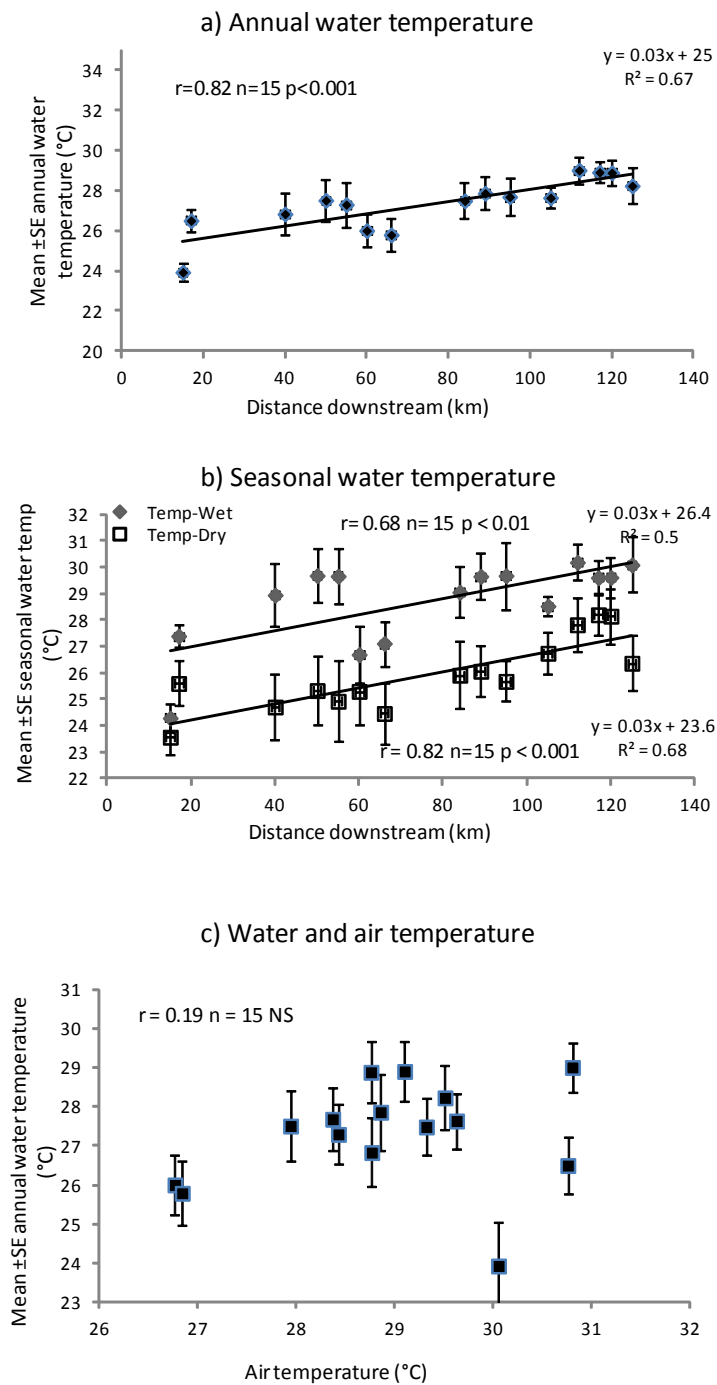 a) Annual water temperature
y = 0.03x + 25
R² = 0.67
r=0.82 n=15 p<0.001
Mean ±SE annual water
temperature (°C)
34
32
30
28
26
24
22
20
0
20
40
60
80
100
120
140
Distance downstream (km)
b) Seasonal water temperature
Temp-Wet
Temp-Dry
r= 0.68 n= 15 p < 0.01
y = 0.03x + 26.4
R² = 0.5
Mean ±SE seasonal water temp
(°C)
32
31
30
29
28
27
26
25
24
23
22
y = 0.03x + 23.6
R² = 0.68
r = 0.82 n=15 p < 0.001
0
20
40
60
80
100
120
140
Distance downstream (km)
c) Water and air temperature
r = 0.19 n = 15 NS
Mean ±SE annual water temperature
(°C)
31
30
29
28
27
26
25
24
23
26
27
28
29
30
31
32
Air temperature (°C)